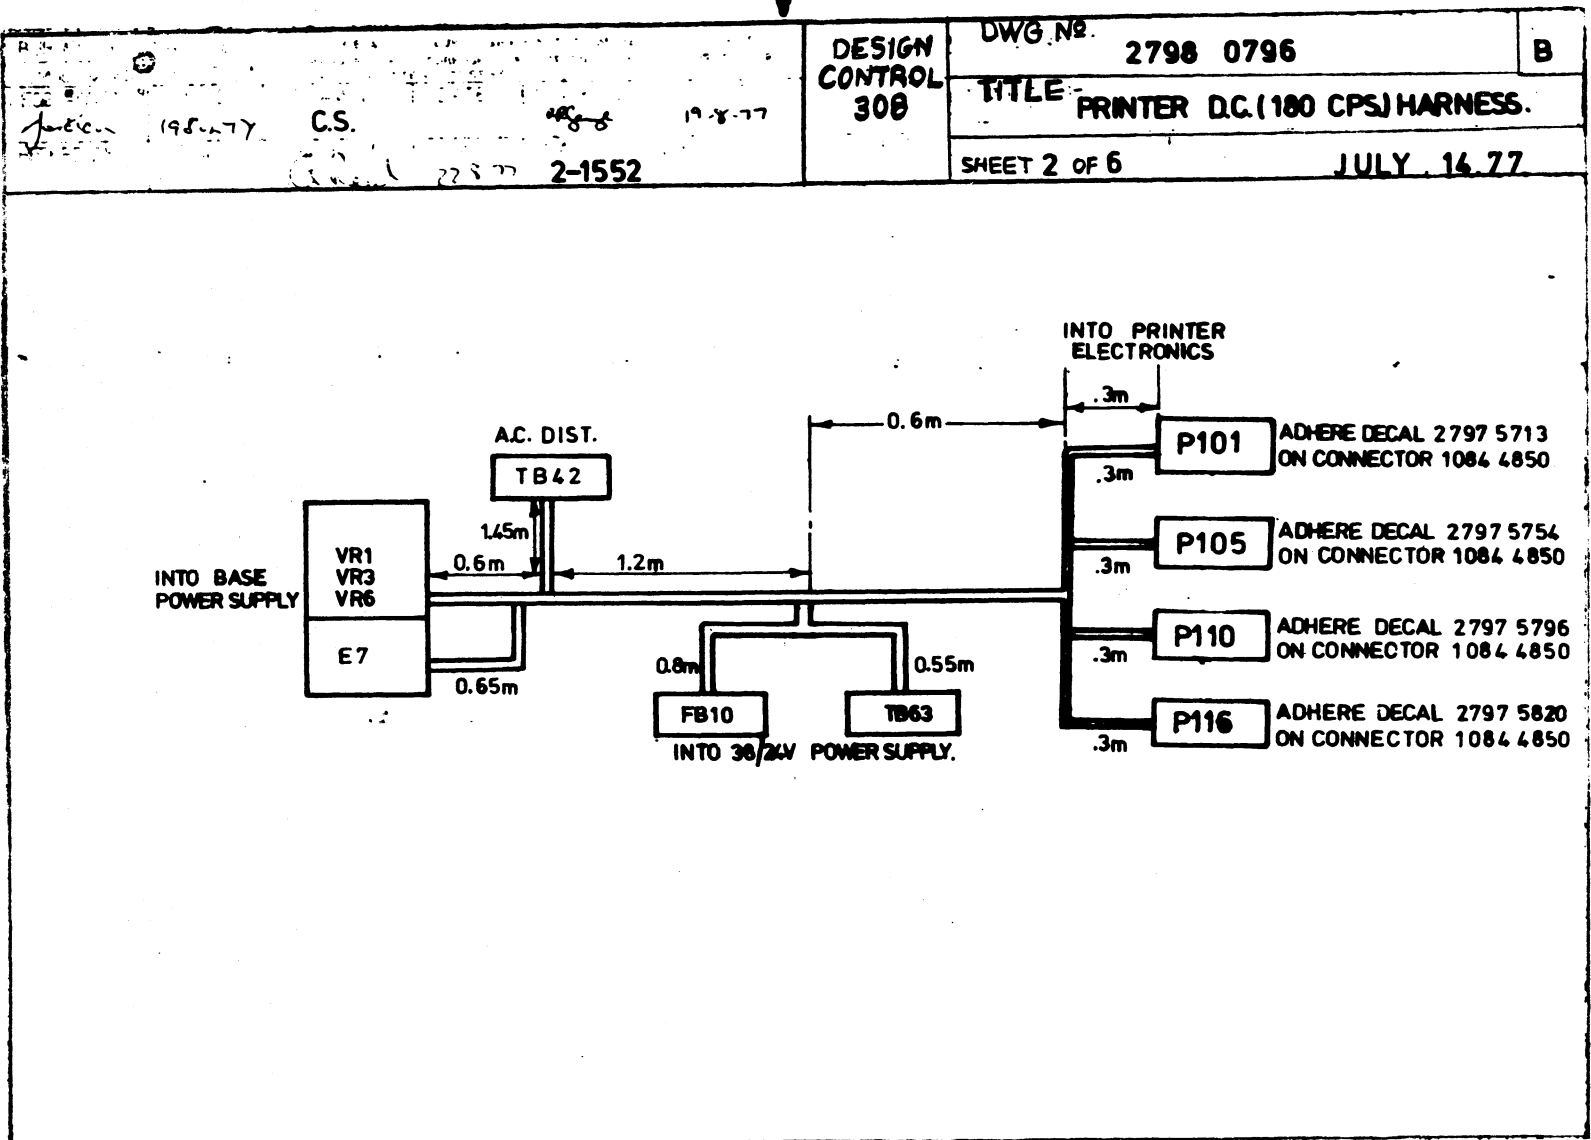 DESIGN
CONTROL
30B
DWG Nº.
2798 0796
B
TITLE:- PRINTER D.C. (180 CPS) HARNESS.
SHEET 2 OF 6
JULY . 14.77
C.S.
19-8-77
22 8 77
2-1552
INTO PRINTER
ELECTRONICS
.3m
0.6m
A.C. DIST.
TB42
1.45m
0.6m
1.2m
INTO BASE
POWER SUPPLY
VR1
VR3
VR6
E7
0.65m
0.8m
0.55m
FB10
TB63
INTO 36/24V POWER SUPPLY.
P101
ADHERE DECAL 2797 5713
ON CONNECTOR 1084 4850
.3m
P105
ADHERE DECAL 2797 5754
ON CONNECTOR 1084 4850
.3m
P110
ADHERE DECAL 2797 5796
ON CONNECTOR 1084 4850
.3m
P116
ADHERE DECAL 2797 5820
ON CONNECTOR 1084 4850
.3m